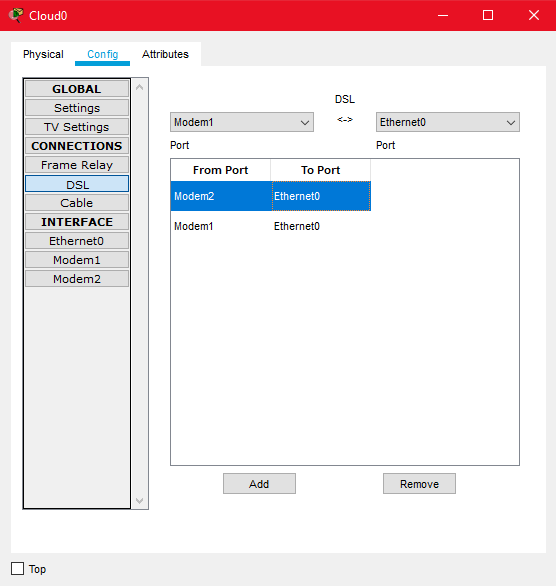 Cloud0
Physical Config Attributes
GLOBAL
Settings
TV Settings
CONNECTIONS
Frame Relay
DSL
Cable
INTERFACE
Ethernet0
Modem1
Modem2
DSL
Modem1 <-> Ethernet0
Port Port
From Port To Port
Modem2 Ethernet0
Modem1 Ethernet0
Add Remove
Top